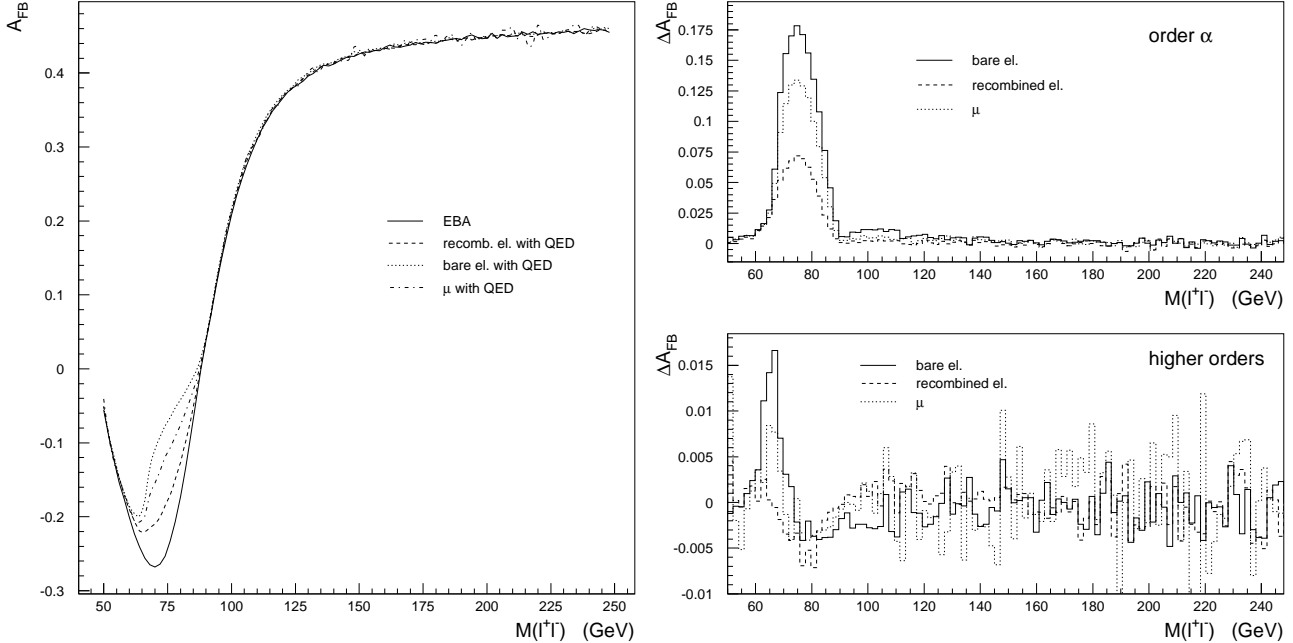 A_FB
0.4
0.2
0
-0.1
-0.2
-0.3
50 75 100 125 150 175 200 225 250
M(l⁺l⁻) (GeV)
EBA
recomb. el. with QED
bare el. with QED
μ with QED
ΔA_FB
0.175
0.15
0.125
0.1
0.075
0.05
0.025
0
60 80 100 120 140 160 180 200 220 240
M(l⁺l⁻) (GeV)
order α
bare el.
recombined el.
μ
ΔA_FB
0.015
0.01
0.005
0
-0.005
-0.01
60 80 100 120 140 160 180 200 220 240
M(l⁺l⁻) (GeV)
higher orders
bare el.
recombined el.
μ